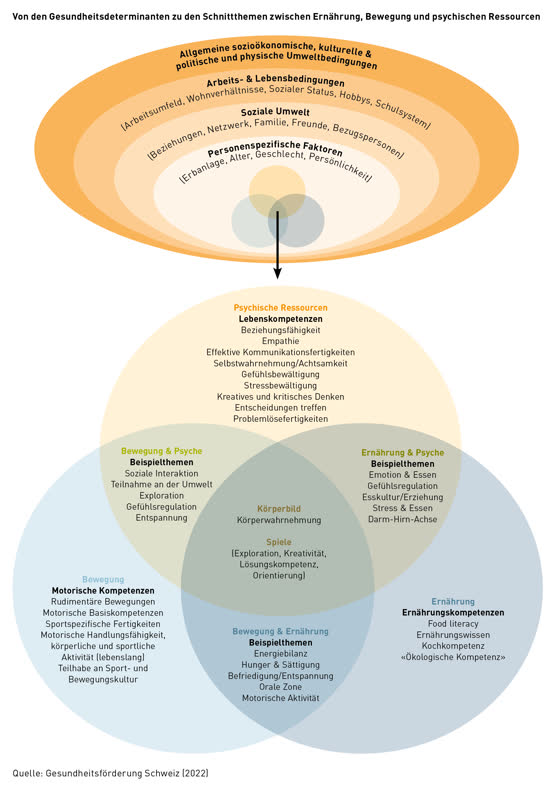 Von den Gesundheitsdeterminanten zu den Schnittthemen zwischen Ernährung, Bewegung und psychischen Ressourcen
Allgemeine sozioökonomische, kulturelle &
politische und physische Umweltbedingungen
Arbeits- & Lebensbedingungen
(Arbeitsumfeld, Wohnverhältnisse, Sozialer Status, Hobbys, Schulsystem)
Soziale Umwelt
(Beziehungen, Netzwerk, Familie, Freunde, Bezugspersonen)
Personenspezifische Faktoren
(Erbanlage, Alter, Geschlecht, Persönlichkeit)
Psychische Ressourcen
Lebenskompetenzen
Beziehungsfähigkeit
Empathie
Effektive Kommunikationsfertigkeiten
Selbstwahrnehmung/Achtsamkeit
Gefühlsbewältigung
Stressbewältigung
Kreatives und kritisches Denken
Entscheidungen treffen
Problemlösefertigkeiten
Bewegung & Psyche
Beispielthemen
Soziale Interaktion
Teilnahme an der Umwelt
Exploration
Gefühlsregulation
Entspannung
Ernährung & Psyche
Beispielthemen
Emotion & Essen
Gefühlsregulation
Esskultur/Erziehung
Stress & Essen
Darm-Hirn-Achse
Körperbild
Körperwahrnehmung
Spiele
(Exploration, Kreativität,
Lösungskompetenz,
Orientierung)
Bewegung
Motorische Kompetenzen
Rudimentäre Bewegungen
Motorische Basiskompetenzen
Sportspezifische Fertigkeiten
Motorische Handlungsfähigkeit,
körperliche und sportliche
Aktivität (lebenslang)
Teilhabe an Sport- und
Bewegungskultur
Bewegung & Ernährung
Beispielthemen
Energiebilanz
Hunger & Sättigung
Befriedigung/Entspannung
Orale Zone
Motorische Aktivität
Ernährung
Ernährungskompetenzen
Food literacy
Ernährungswissen
Kochkompetenz
«Ökologische Kompetenz»
Quelle: Gesundheitsförderung Schweiz (2022)